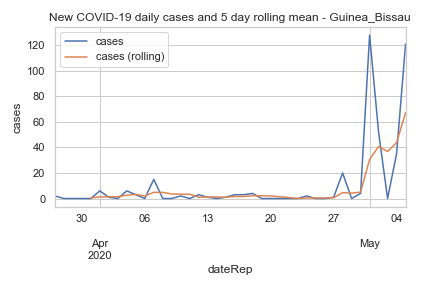 New COVID-19 daily cases and 5 day rolling mean - Guinea_Bissau
cases
cases (rolling)
120
100
80
60
40
20
0
cases
30 06 13 20 27 04
Apr May
2020
dateRep